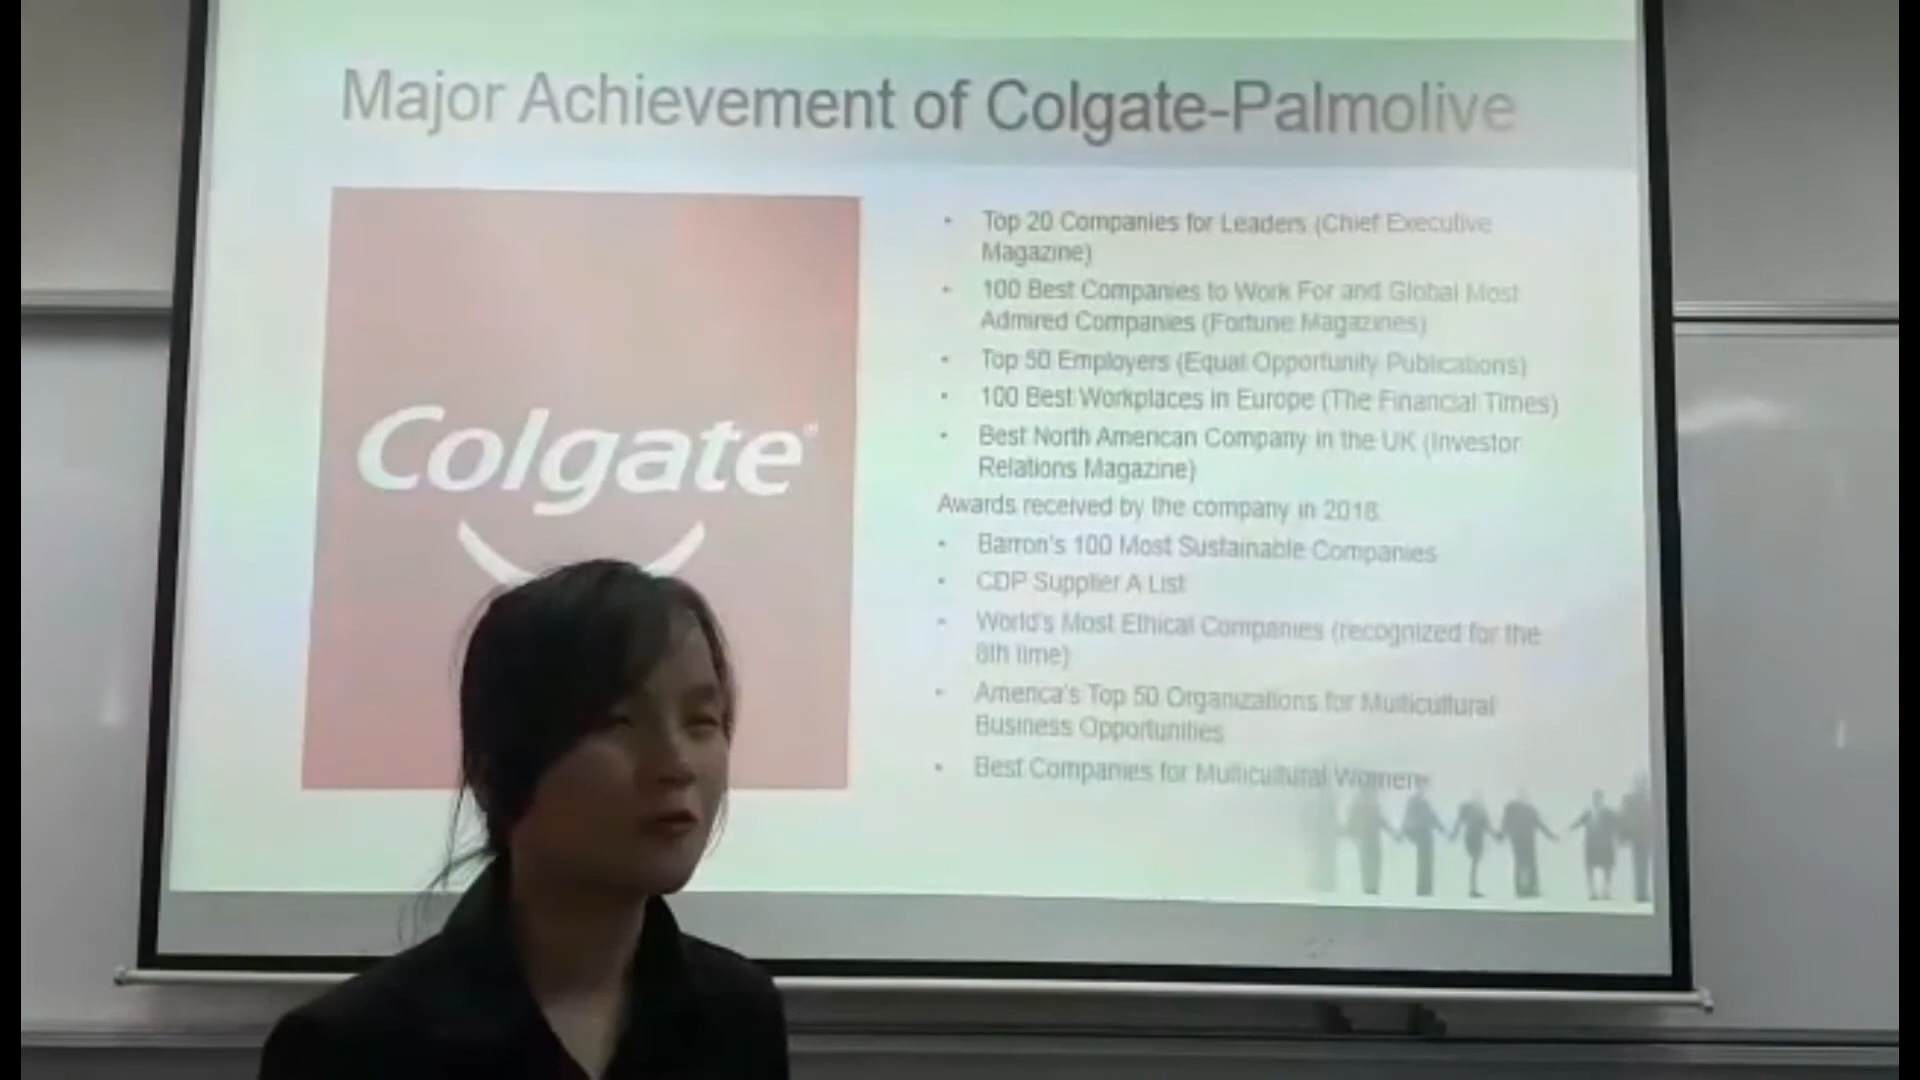 Major Achievement of Colgate-Palmolive
Colgate
• Top 20 Companies for Leaders (Chief Executive
Magazine)
• 100 Best Companies to Work For and Global Most
Admired Companies (Fortune Magazines)
• Top 50 Employers (Equal Opportunity Publications)
• 100 Best Workplaces in Europe (The Financial Times)
• Best North American Company in the UK (Investor
Relations Magazine)
Awards received by the company in 2018
• Barron's 100 Most Sustainable Companies
• CDP Supplier A List
• World's Most Ethical Companies (recognized for the
8th time)
• America's Top 50 Organizations for Multicultural
Business Opportunities
• Best Companies for Multicultural Womens